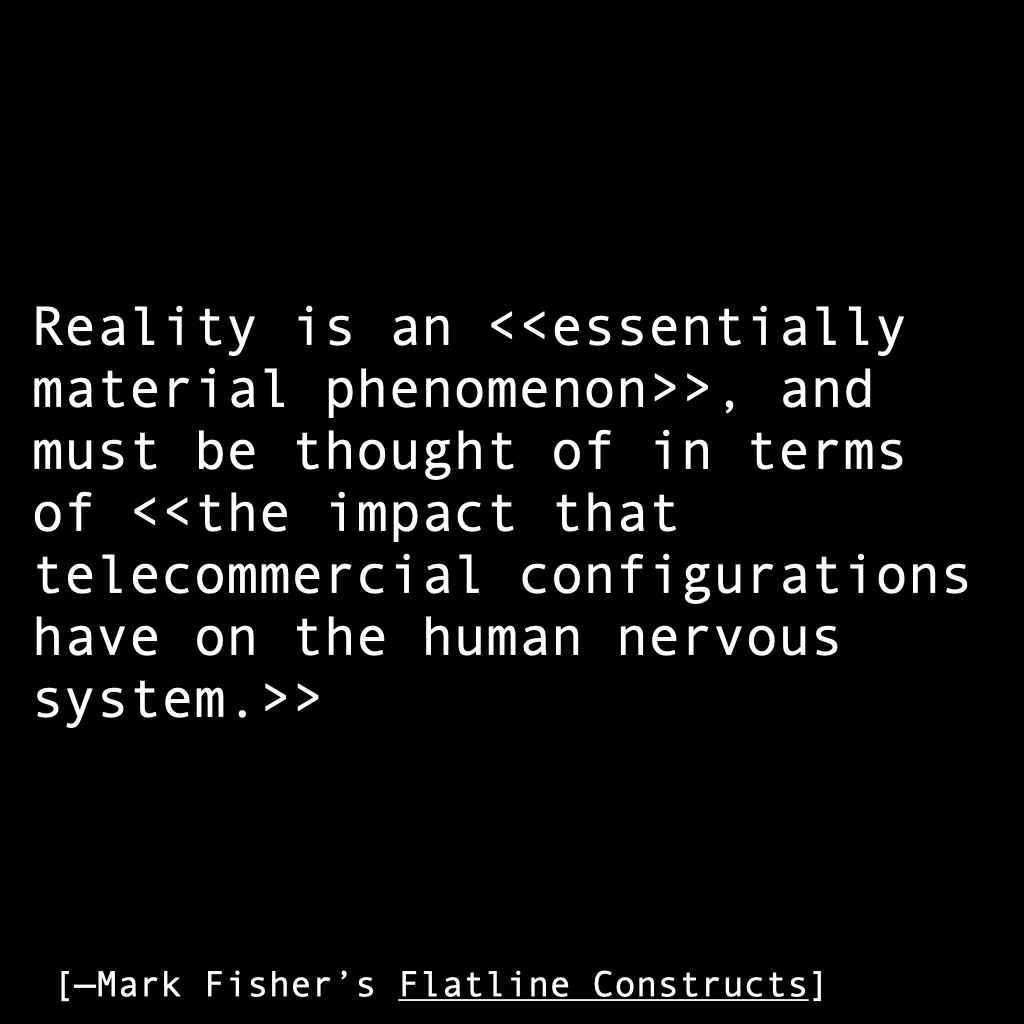 Reality is an <<essentially
material phenomenon>>, and
must be thought of in terms
of <<the impact that
telecommercial configurations
have on the human nervous
system.>>
[—Mark Fisher’s Flatline Constructs]